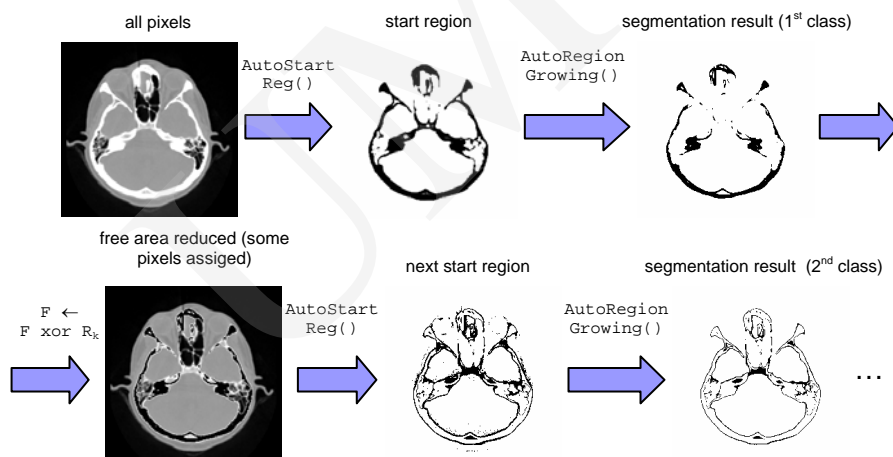 all pixels
start region
segmentation result (1st class)
AutoStart
Reg()
AutoRegion
Growing()
free area reduced (some
pixels assiged)
next start region
segmentation result (2nd class)
F ←
F xor Rk
AutoStart
Reg()
AutoRegion
Growing()
...
UM